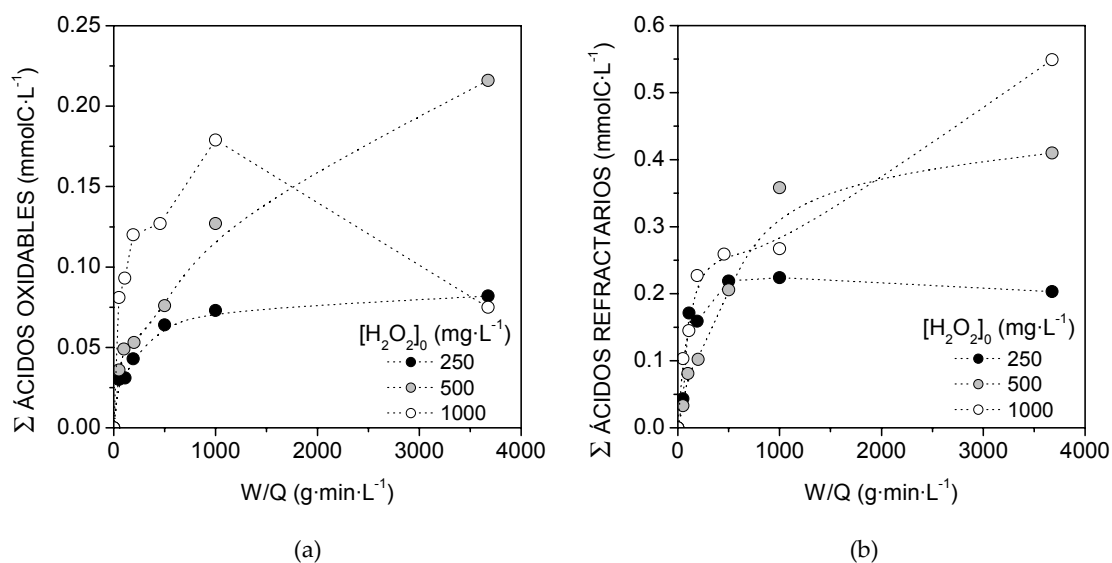 (a)
Σ ÁCIDOS OXIDABLES (mmolC·L⁻¹)
0.25
0.20
0.15
0.10
0.05
0.00
0 1000 2000 3000 4000
W/Q (g·min·L⁻¹)
[H₂O₂]₀ (mg·L⁻¹)
250
500
1000
(b)
Σ ÁCIDOS REFRACTARIOS (mmolC·L⁻¹)
0.6
0.5
0.4
0.3
0.2
0.1
0.0
0 1000 2000 3000 4000
W/Q (g·min·L⁻¹)
[H₂O₂]₀ (mg·L⁻¹)
250
500
1000
(a)
(b)